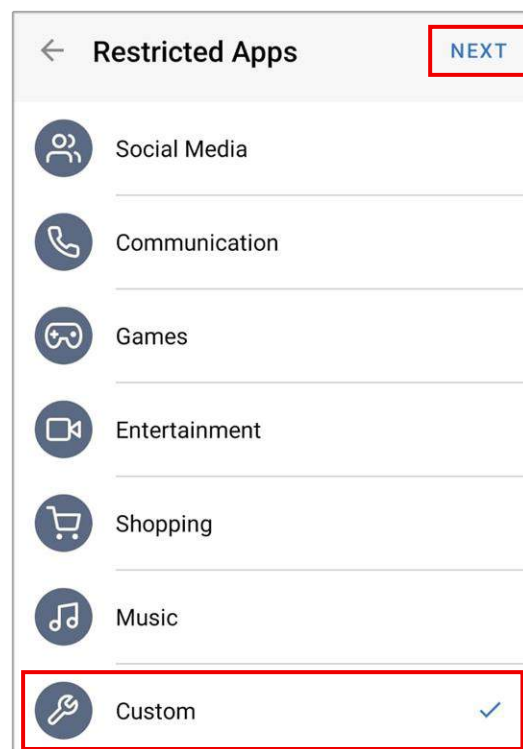 Restricted Apps NEXT
Social Media
Communication
Games
Entertainment
Shopping
Music
Custom